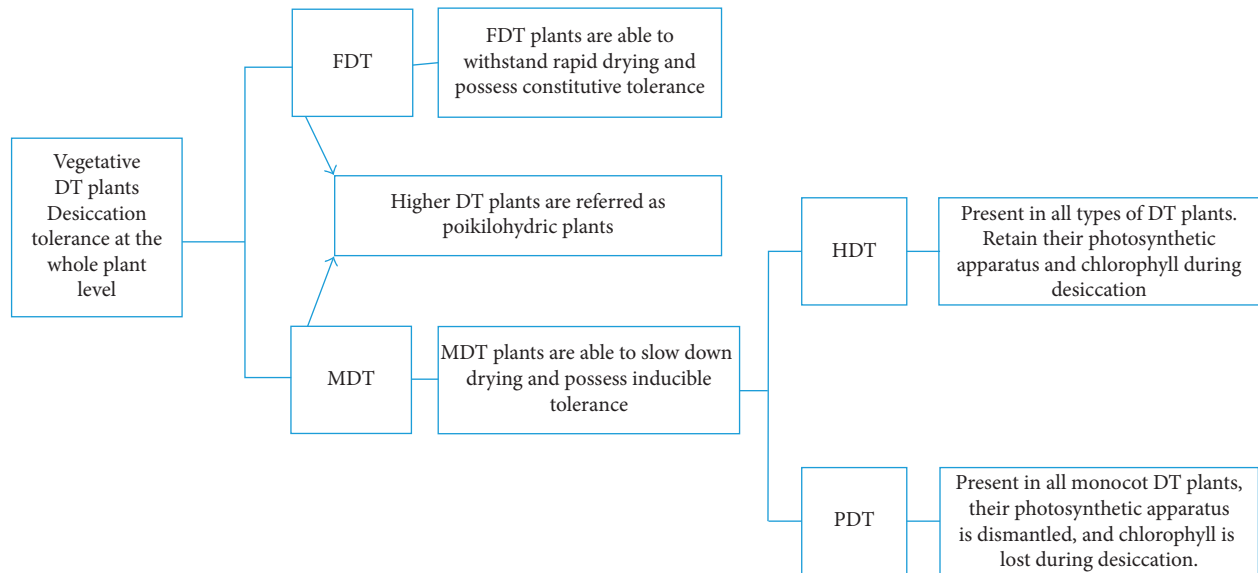 Vegetative
DT plants
Desiccation
tolerance at the
whole plant
level
FDT
FDT plants are able to
withstand rapid drying and
possess constitutive tolerance
Higher DT plants are referred as
poikilohydric plants
MDT
MDT plants are able to slow down
drying and possess inducible
tolerance
HDT
Present in all types of DT plants.
Retain their photosynthetic
apparatus and chlorophyll during
desiccation
PDT
Present in all monocot DT plants,
their photosynthetic apparatus
is dismantled, and chlorophyll is
lost during desiccation.